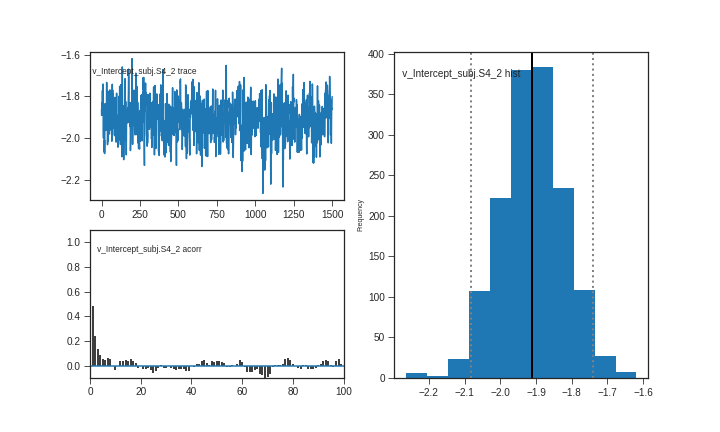 v_Intercept_subj.S4_2 trace
−1.6
−1.8
−2.0
−2.2
0 250 500 750 1000 1250 1500
v_Intercept_subj.S4_2 acorr
1.0
0.8
0.6
0.4
0.2
0.0
0 20 40 60 80 100
v_Intercept_subj.S4_2 hist
Frequency
400
350
300
250
200
150
100
50
0
−2.2 −2.1 −2.0 −1.9 −1.8 −1.7 −1.6